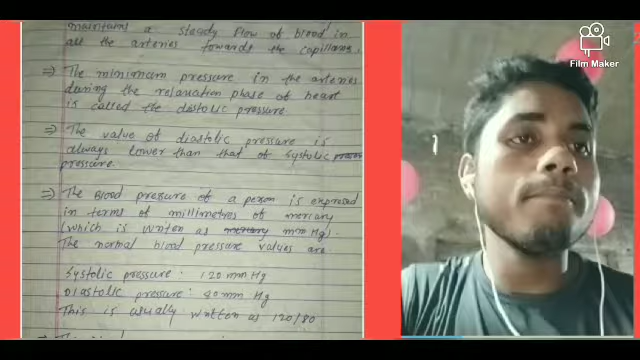 maintains a steady flow of blood in
all the arteries towards the capillaries.
⇒ The minimum pressure in the arteries
during the relaxation phase of heart
is called the diastolic pressure
⇒ The value of diastolic pressure is
always lower than that of systolic
pressure.
⇒ The Blood pressure of a person is expressed
in terms of millimetres of mercury
(which is written as mm Hg).
The normal blood pressure values are
Systolic pressure : 120 mm Hg
Diastolic pressure : 80 mm Hg
This is usually written as 120/80
Film Maker